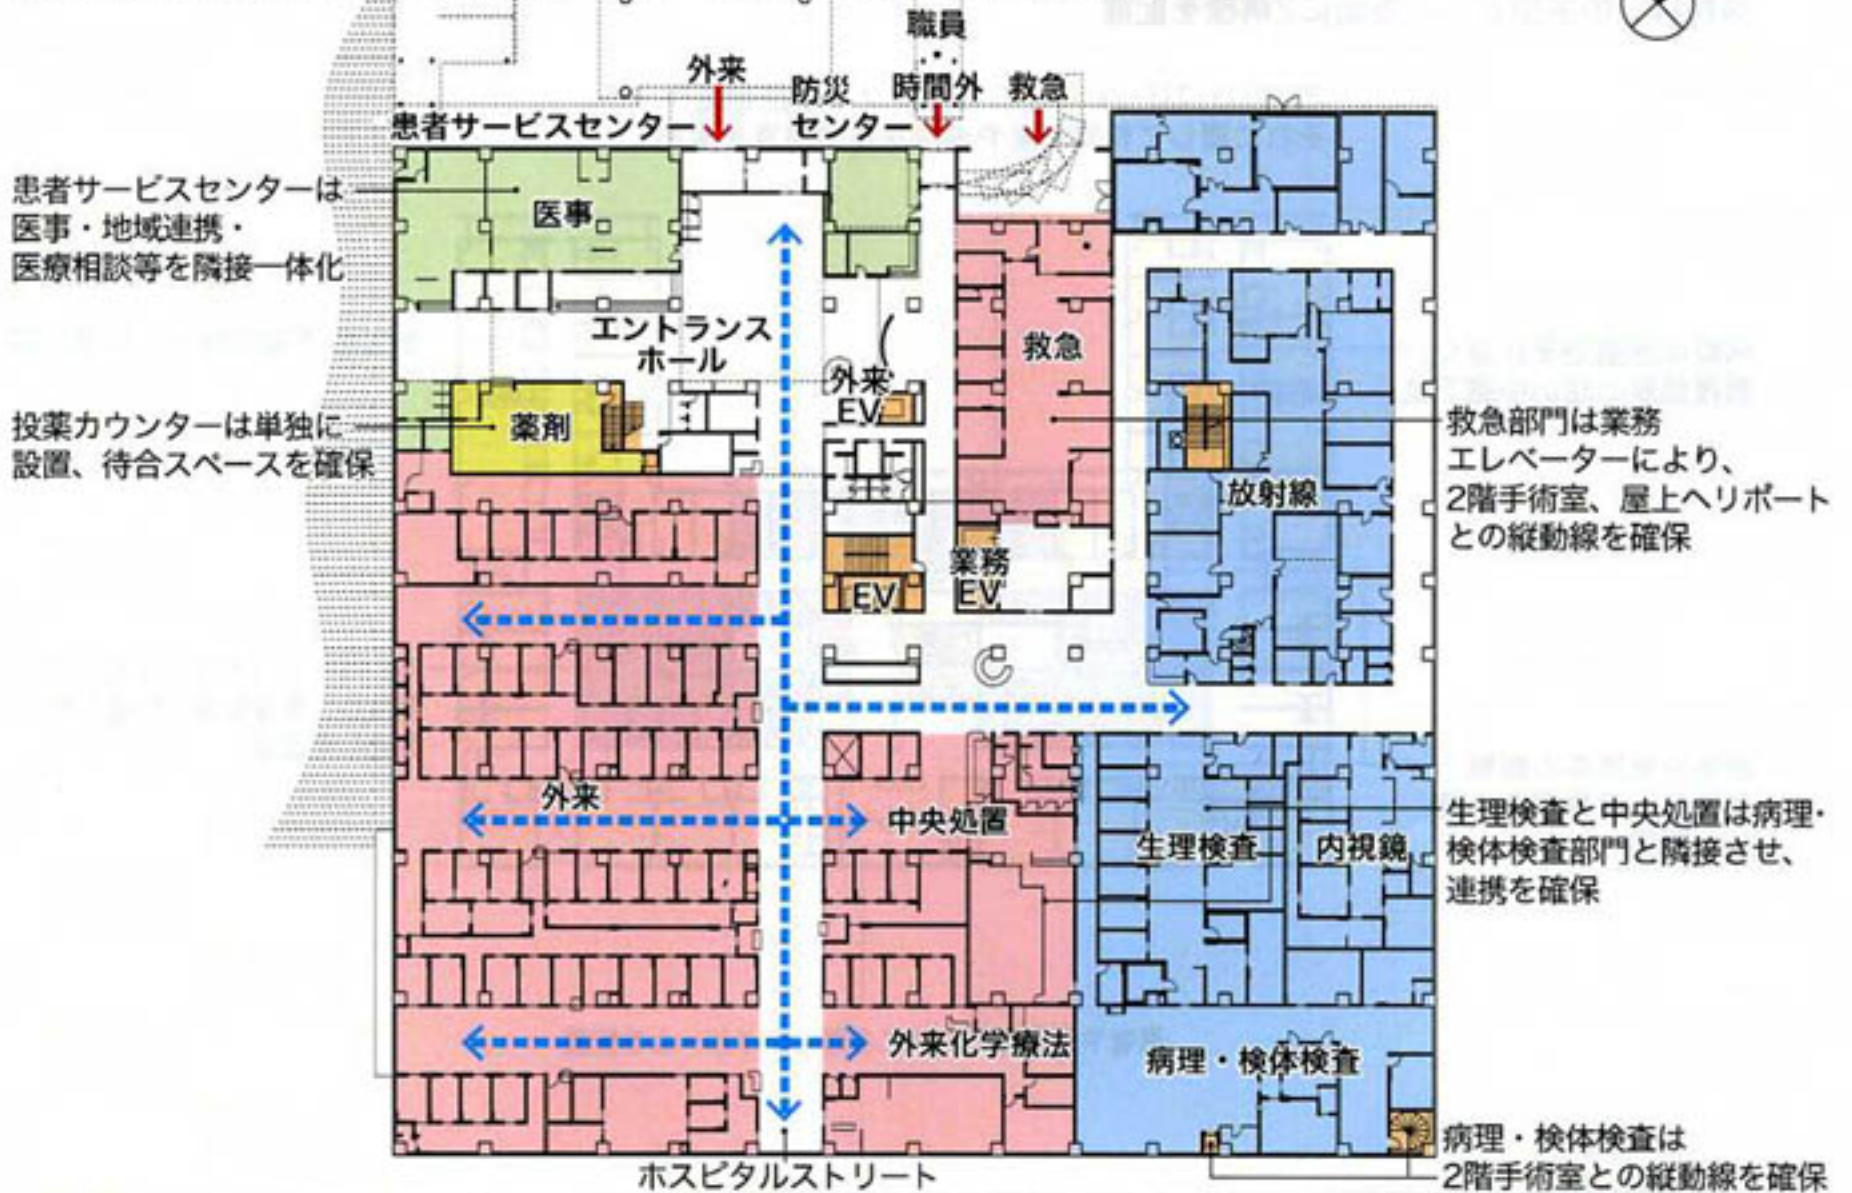 職員
外来
防災
時間外
救急
患者サービスセンター
センター
患者サービスセンターは
医事・地域連携・
医療相談等を隣接一体化
医事
エントランス
ホール
救急
外来
EV
投薬カウンターは単独に
設置、待合スペースを確保
薬剤
救急部門は業務
エレベーターにより、
2階手術室、屋上ヘリポート
との縦動線を確保
放射線
業務
EV
EV
外来
中央処置
生理検査
内視鏡
生理検査と中央処置は病理・
検体検査部門と隣接させ、
連携を確保
外来化学療法
病理・検体検査
病理・検体検査は
2階手術室との縦動線を確保
ホスピタルストリート